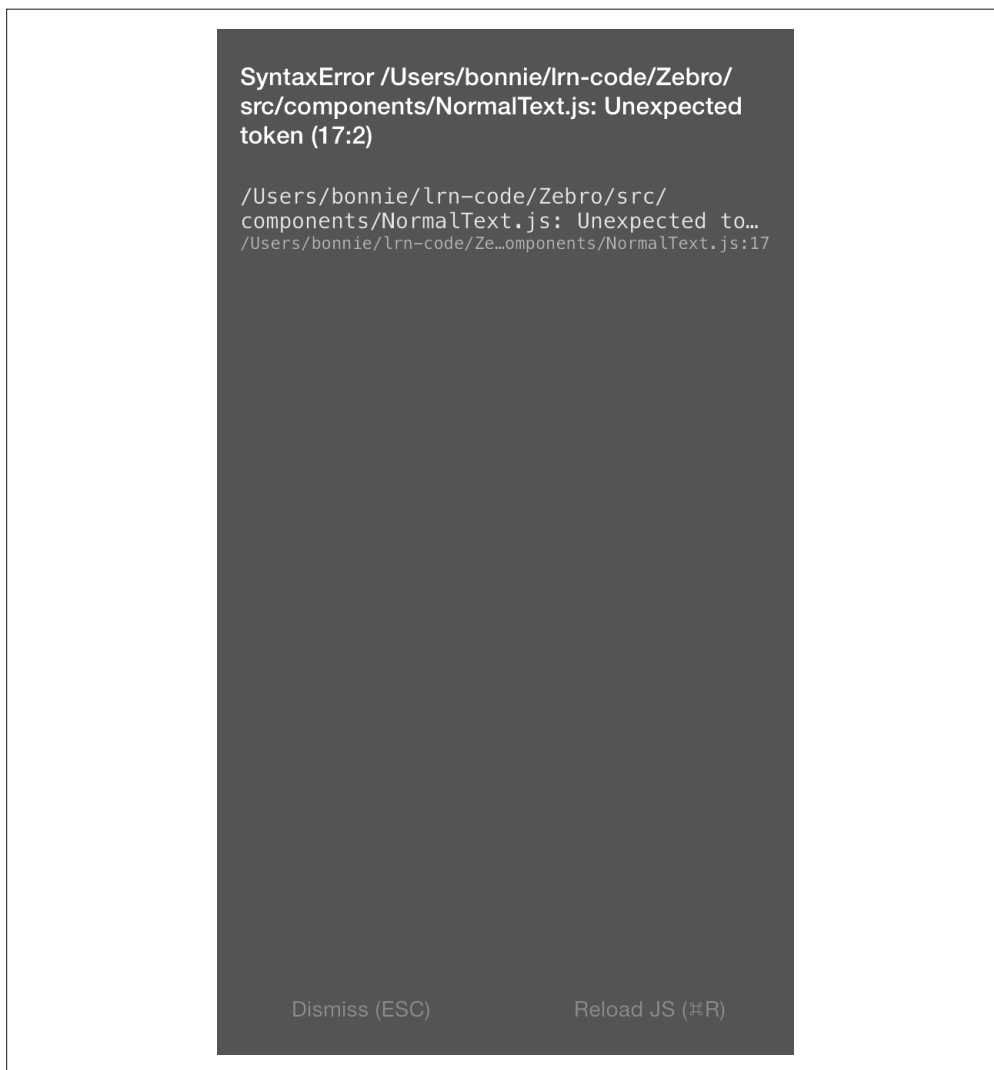 SyntaxError /Users/bonnie/lrn-code/Zebro/
src/components/NormalText.js: Unexpected
token (17:2)
/Users/bonnie/lrn-code/Zebro/src/
components/NormalText.js: Unexpected to…
/Users/bonnie/lrn-code/Ze…omponents/NormalText.js:17
Dismiss (ESC)
Reload JS (⌘R)